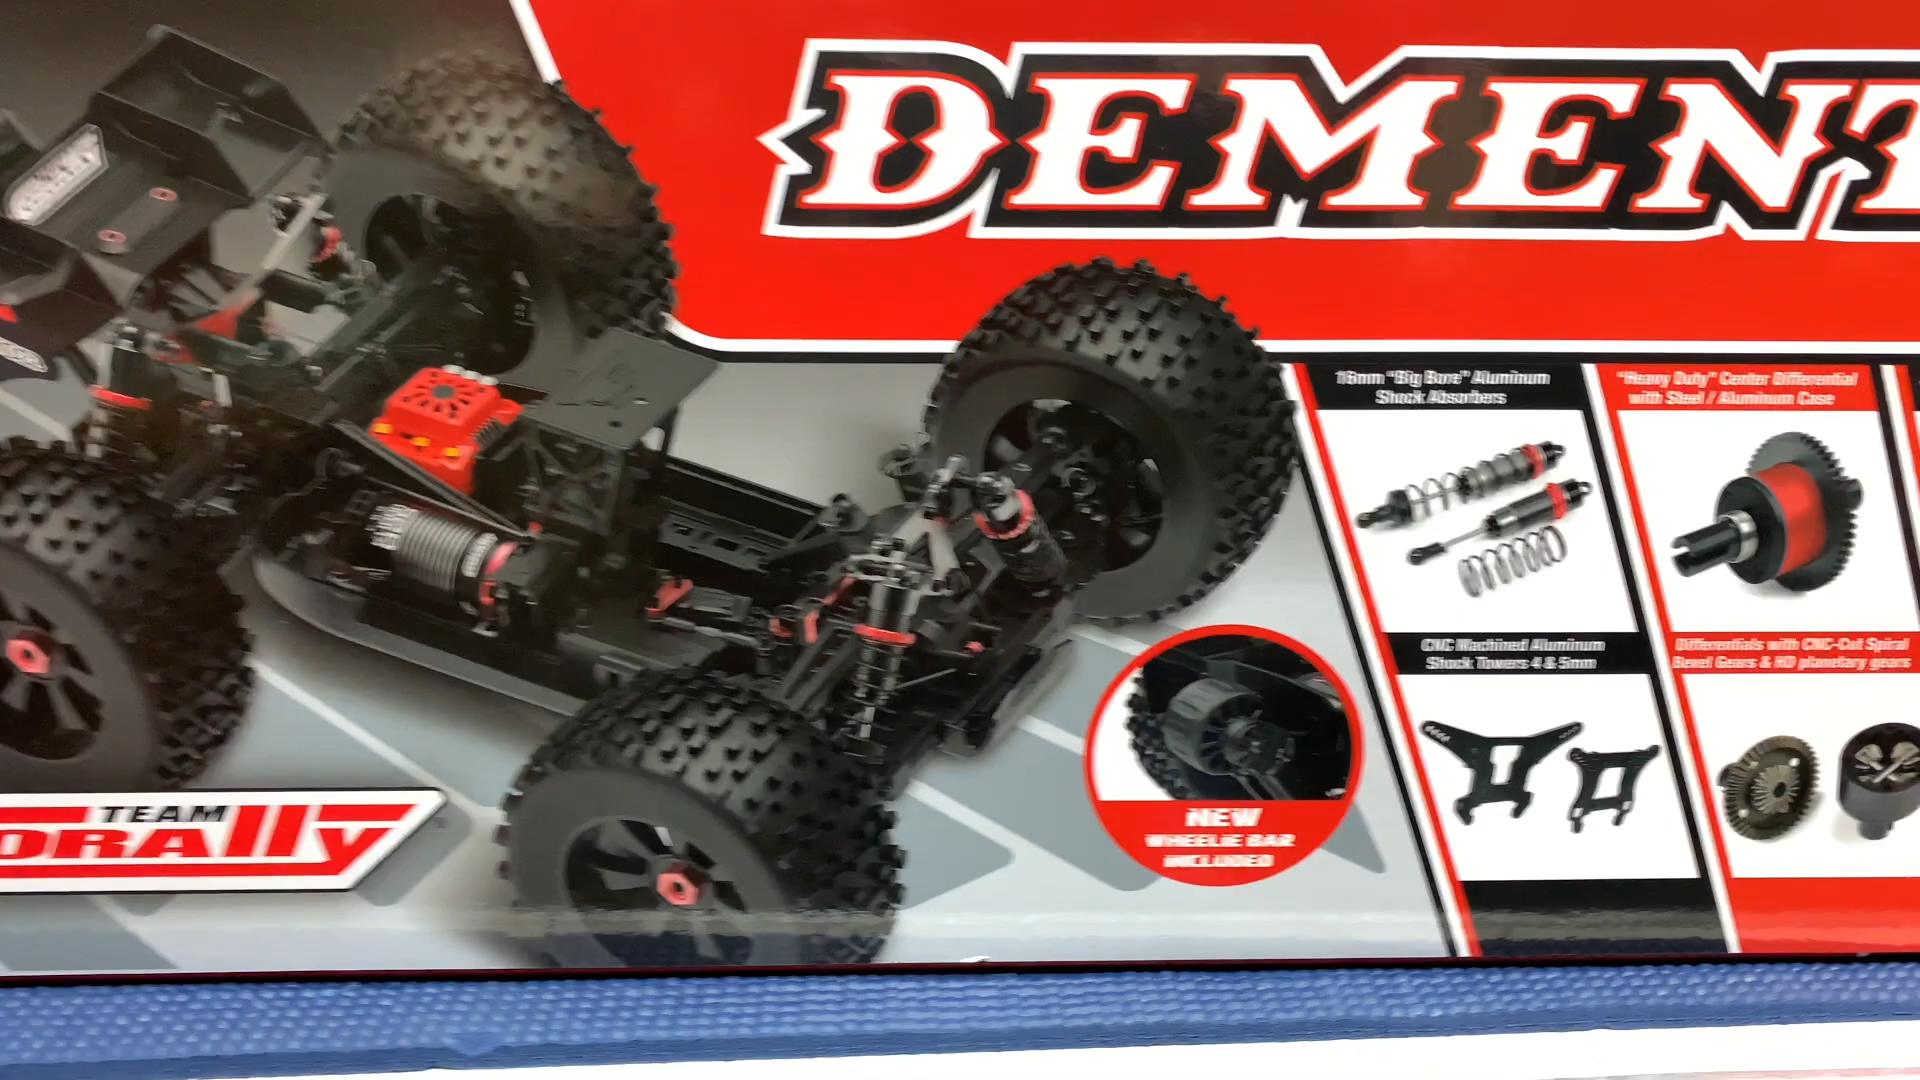 DEMENT
16mm "Big Bore" Aluminum
Shock Absorbers
"Heavy Duty" Center Differential
with Steel / Aluminum Case
CNC Machined Aluminum
Shock Towers 4 & 5mm
Differentials with CNC-Cut Spiral
Bevel Gears & HD planetary gears
NEW
WHEELIE BAR
INCLUDED
TEAM
ORALLY